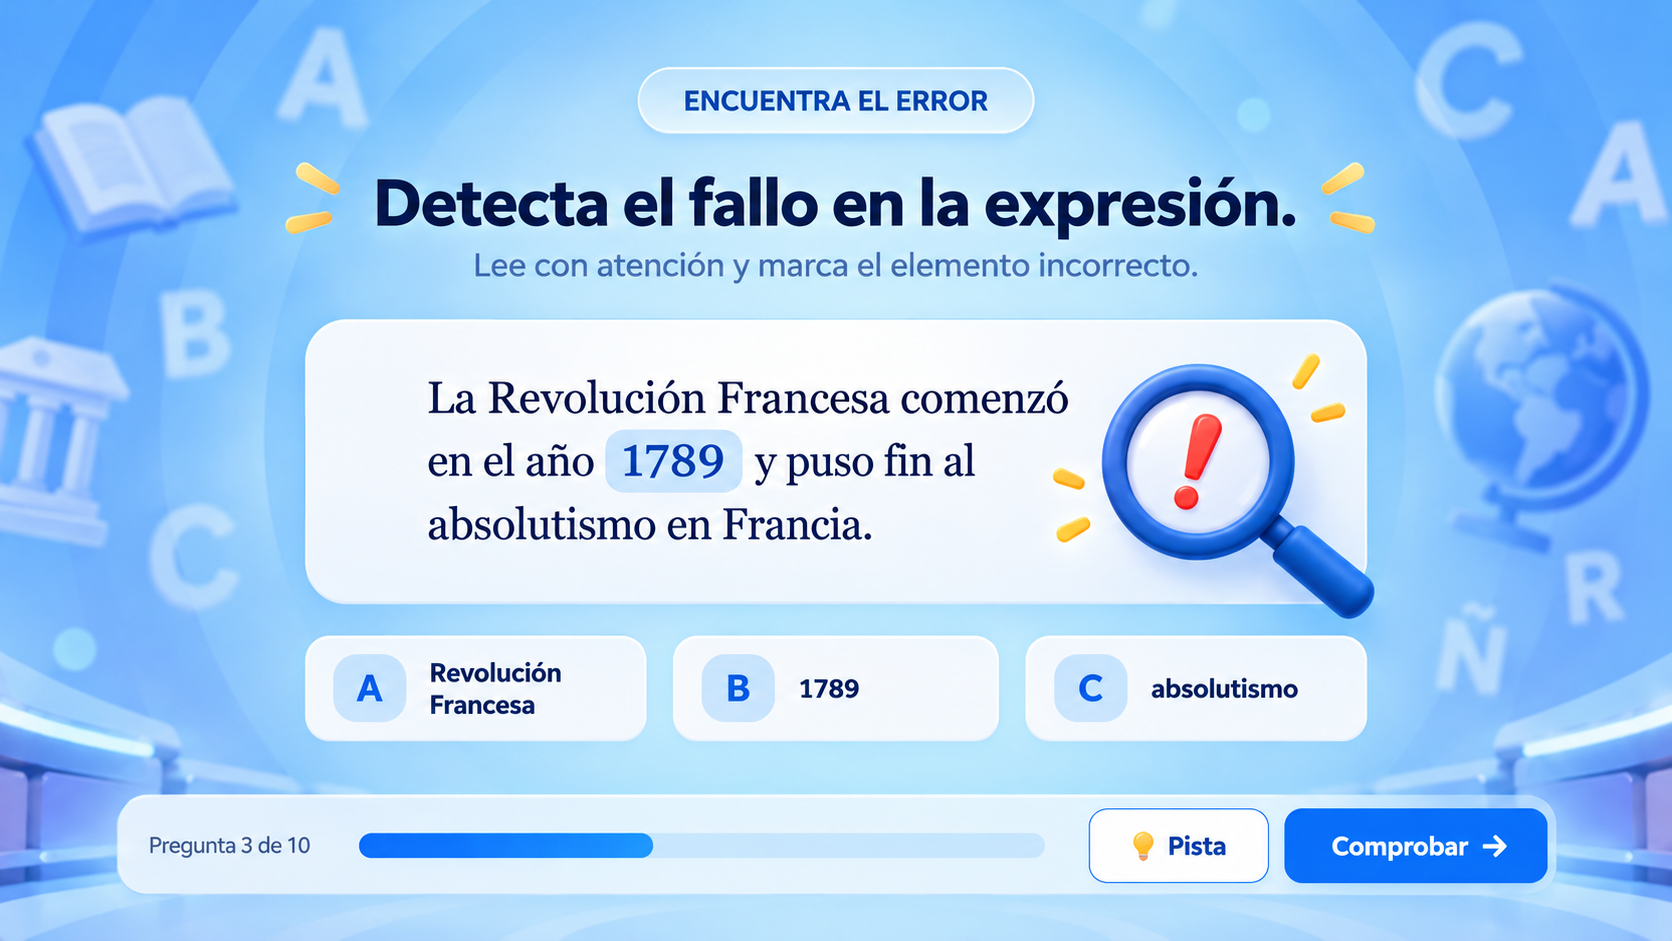 ENCUENTRA EL ERROR
Detecta el fallo en la expresión.
Lee con atención y marca el elemento incorrecto.
La Revolución Francesa comenzó
en el año 1789 y puso fin al
absolutismo en Francia.
A Revolución
Francesa
B 1789
C absolutismo
Pregunta 3 de 10
Pista
Comprobar →
A
B
C
C
A
R
Ñ